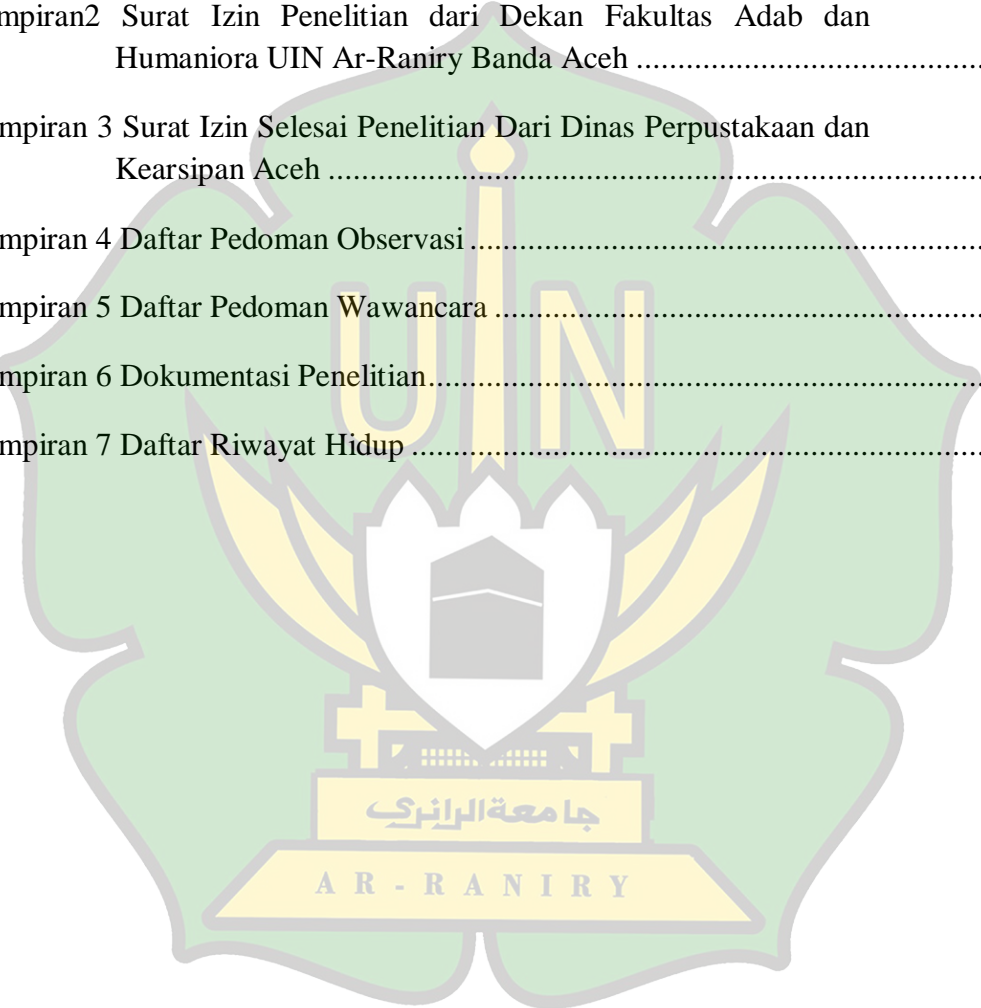 mpiran2 Surat Izin Penelitian dari Dekan Fakultas Adab dan
Humaniora UIN Ar-Raniry Banda Aceh ..........................................
mpiran 3 Surat Izin Selesai Penelitian Dari Dinas Perpustakaan dan
Kearsipan Aceh ................................................................................
mpiran 4 Daftar Pedoman Observasi ..............................................................
mpiran 5 Daftar Pedoman Wawancara ...........................................................
mpiran 6 Dokumentasi Penelitian...................................................................
mpiran 7 Daftar Riwayat Hidup .....................................................................
UIN
جامعة الرانري
AR-RANIRY